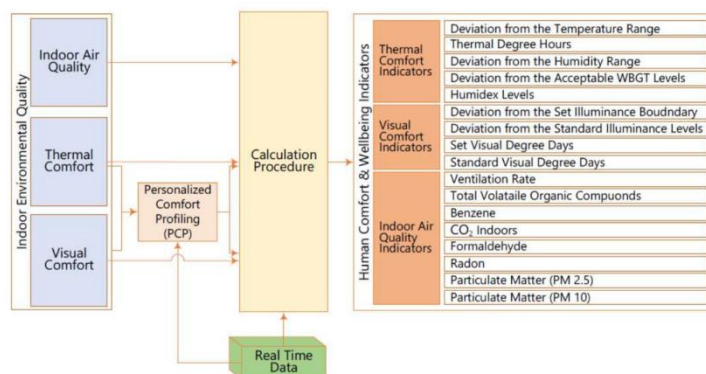 Indoor Environmental Quality
Indoor Air
Quality
Thermal
Comfort
Visual
Comfort
Personalized
Comfort
Profiling
(PCP)
Calculation
Procedure
Real Time
Data
Human Comfort & Wellbeing Indicators
Thermal
Comfort
Indicators
Deviation from the Temperature Range
Thermal Degree Hours
Deviation from the Humidity Range
Deviation from the Acceptable WBGT Levels
Humidex Levels
Visual
Comfort
Indicators
Deviation from the Set Illuminance Boudndary
Deviation from the Standard Illuminance Levels
Set Visual Degree Days
Standard Visual Degree Days
Indoor Air
Quality
Indicators
Ventilation Rate
Total Volataile Organic Compuonds
Benzene
CO₂ Indoors
Formaldehyde
Radon
Particulate Matter (PM 2.5)
Particulate Matter (PM 10)